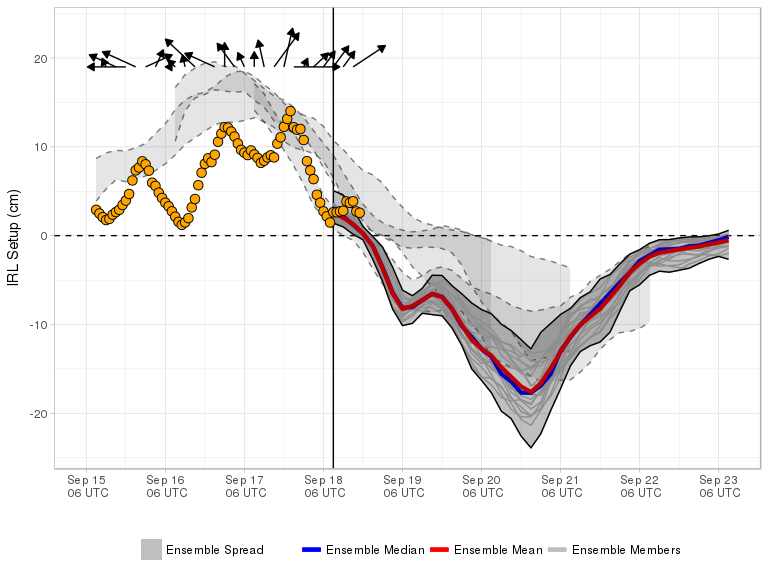 IRL Setup (cm)
20
10
0
-10
-20
Sep 15 Sep 16 Sep 17 Sep 18 Sep 19 Sep 20 Sep 21 Sep 22 Sep 23
06 UTC 06 UTC 06 UTC 06 UTC 06 UTC 06 UTC 06 UTC 06 UTC 06 UTC
Ensemble Spread Ensemble Median Ensemble Mean Ensemble Members